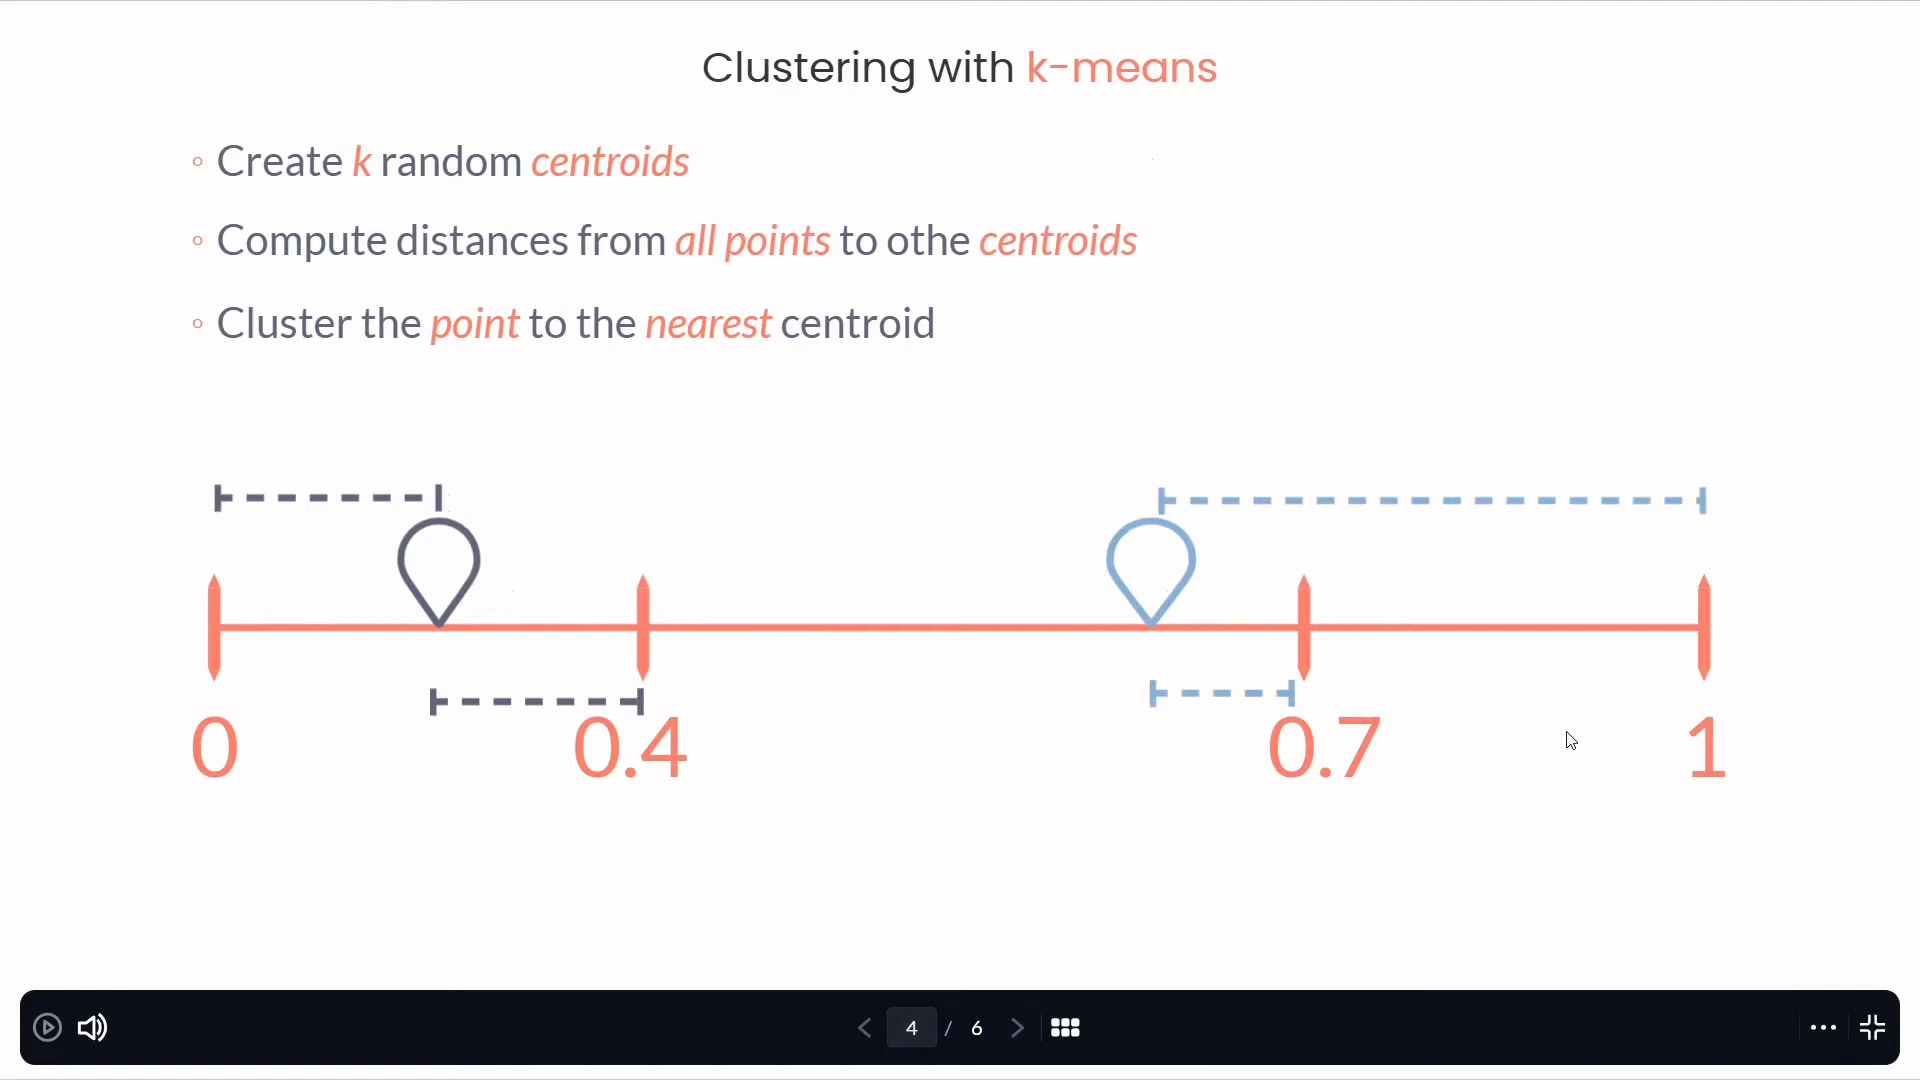 Clustering with k-means
◦ Create k random centroids
◦ Compute distances from all points to othe centroids
◦ Cluster the point to the nearest centroid
0 0.4 0.7 1
4 / 6